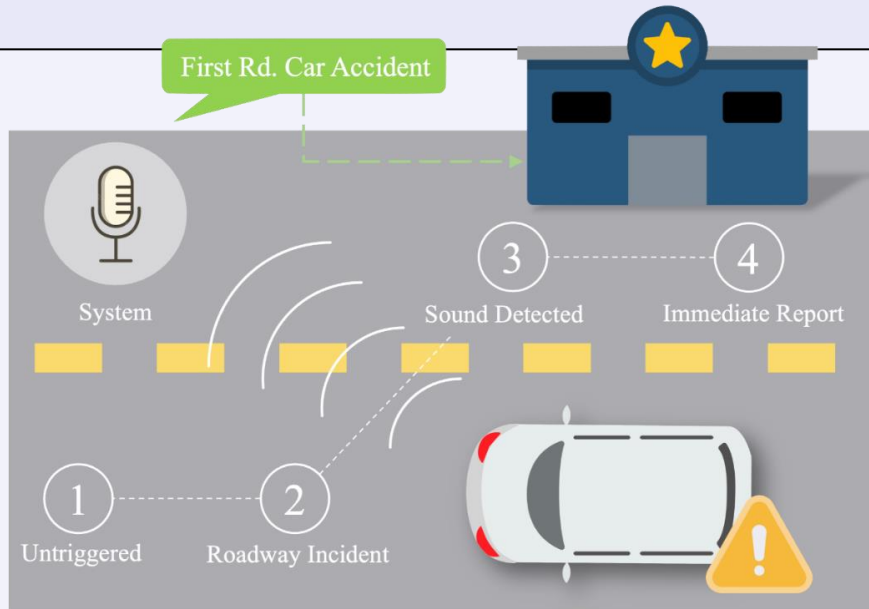 First Rd. Car Accident
System
3
4
Sound Detected
Immediate Report
1
2
Untriggered
Roadway Incident
!